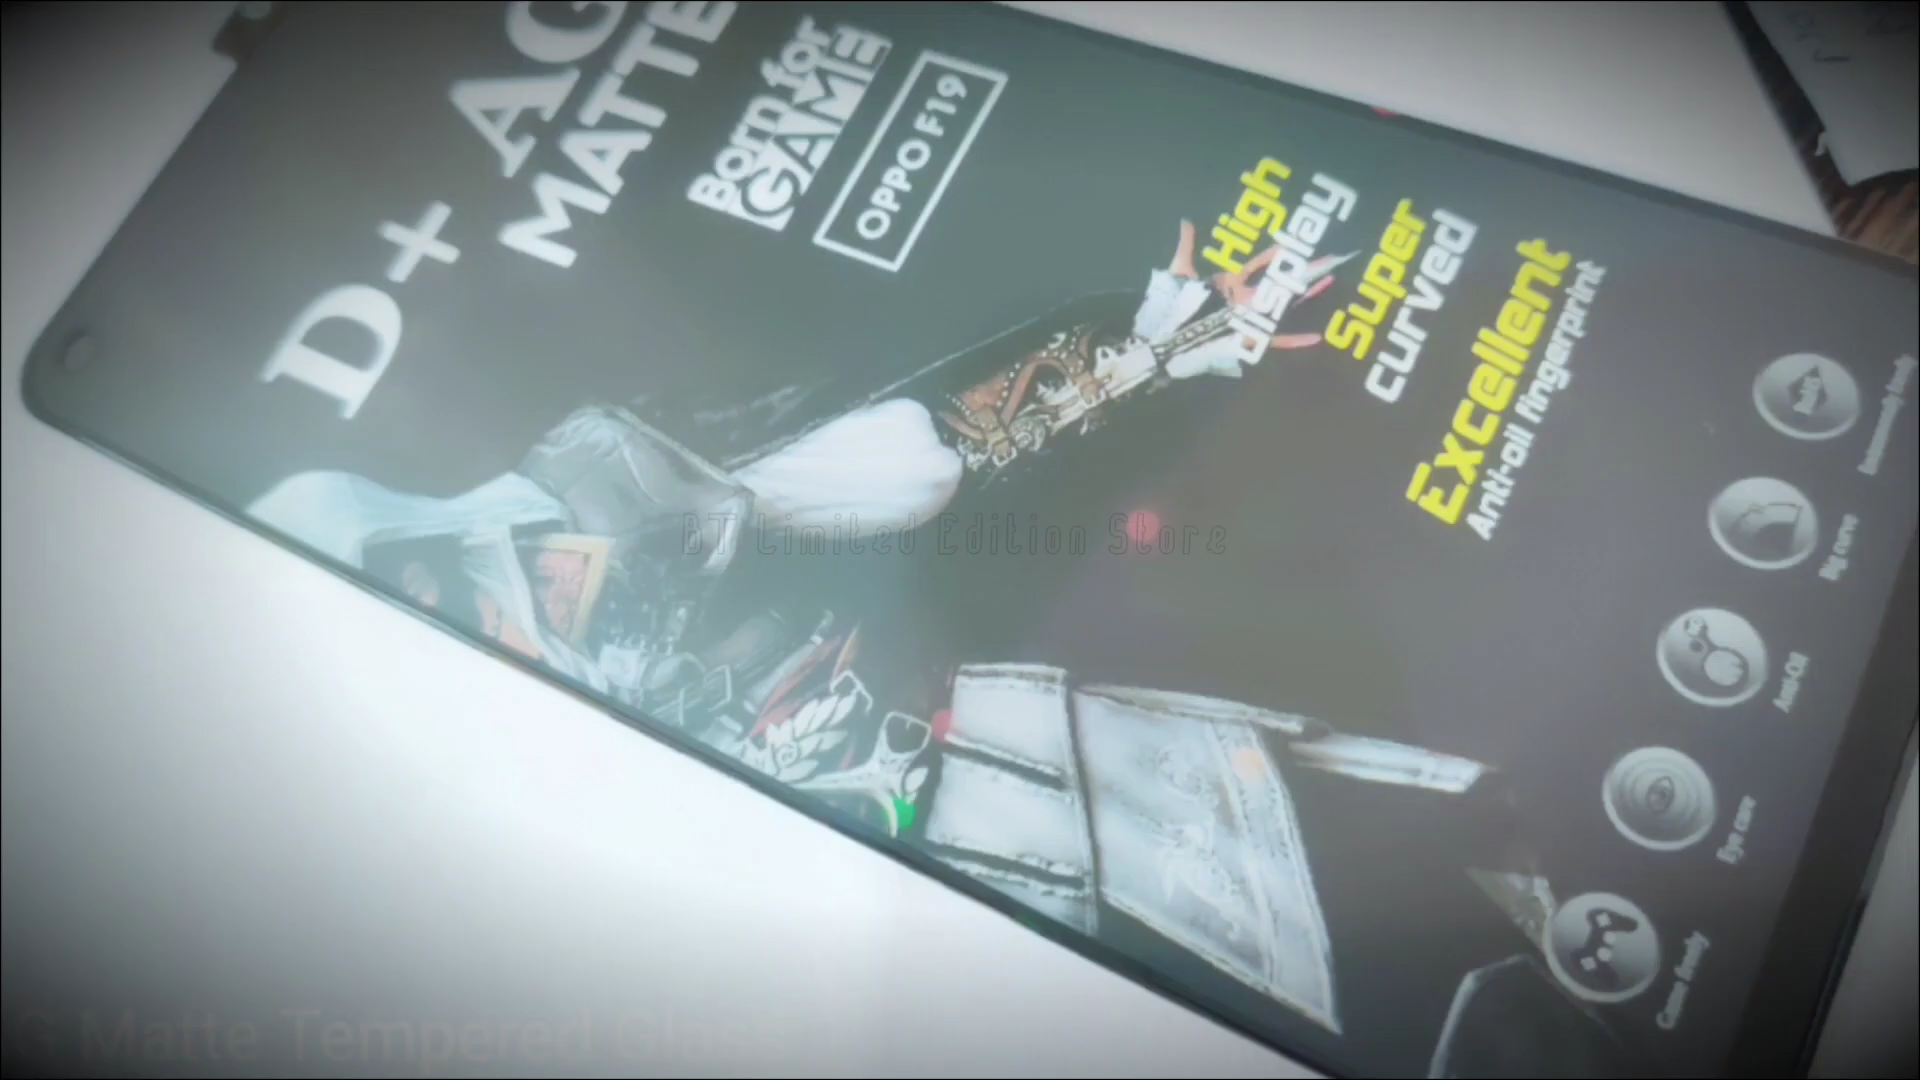 D+
AG
MATTE
Born for
GAME
OPPO F19
High
display
Super
curved
Excellent
Anti-oil fingerprint
Big curve
Anti-Oil
Eye care
Game Ready
BT Limited Edition Store
G Matte Tempered Glass